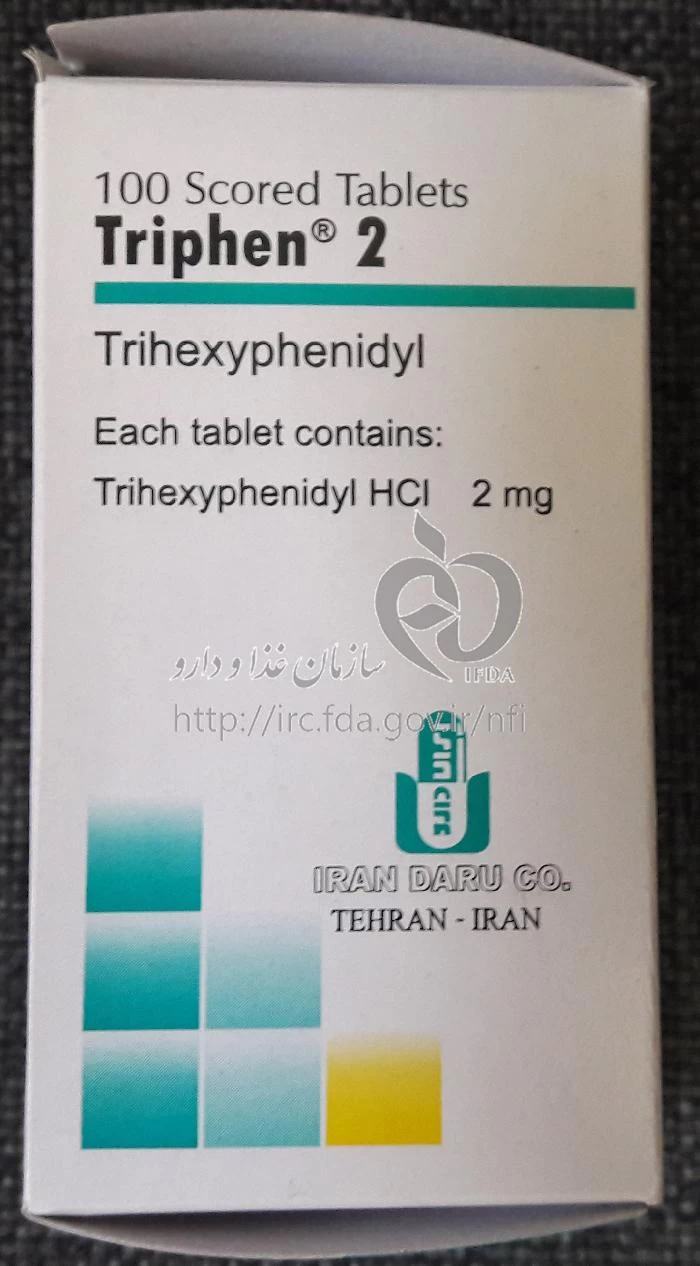 100 Scored Tablets
Triphen® 2
Trihexyphenidyl
Each tablet contains:
Trihexyphenidyl HCl 2 mg
IFDA
سازمان غذا و دارو
http://irc.fda.gov.ir/nfi
IRAN DARU CO.
TEHRAN - IRAN